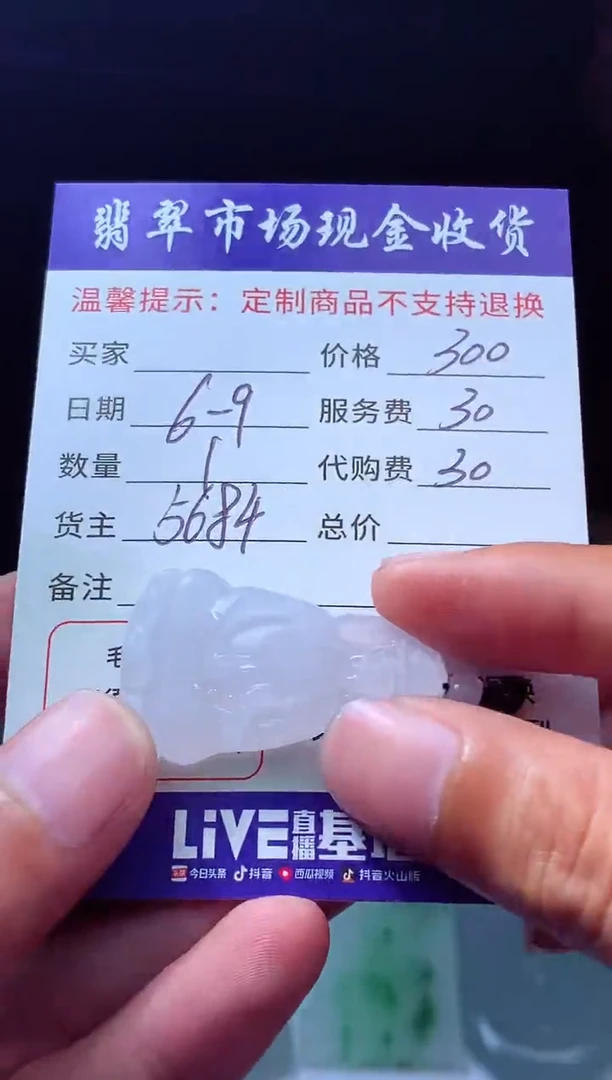 翡翠市场现金收货
温馨提示：定制商品不支持退换
买家 价格 300
日期 6-9 服务费 30
数量 1 代购费 30
货主 5684 总价
备注
LiVE直播基
今日头条 抖音 西瓜视频 抖音火山版